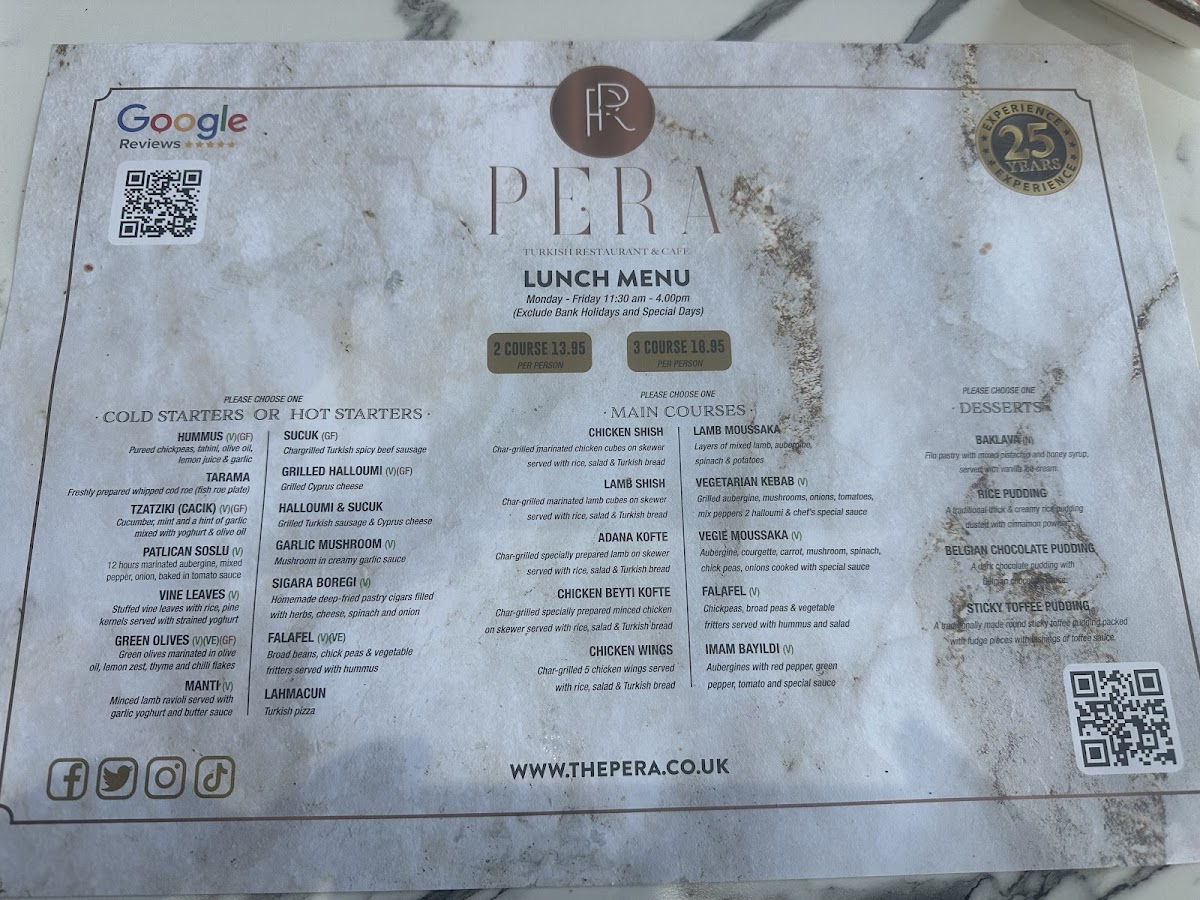 Google
Reviews
EXPERIENCE
25
YEARS
EXPERIENCE
PERA
TURKISH RESTAURANT & CAFE
LUNCH MENU
Monday - Friday 11:30 am - 4.00pm
(Exclude Bank Holidays and Special Days)
2 COURSE 13.95
PER PERSON
3 COURSE 18.95
PER PERSON
PLEASE CHOOSE ONE
· COLD STARTERS OR HOT STARTERS ·
HUMMUS (V)(GF)
Pureed chickpeas, tahini, olive oil,
lemon juice & garlic
TARAMA
Freshly prepared whipped cod roe (fish roe plate)
TZATZIKI (CACIK) (V)(GF)
Cucumber, mint and a hint of garlic
mixed with yoghurt & olive oil
PATLICAN SOSLU (V)
12 hours marinated aubergine, mixed
pepper, onion, baked in tomato sauce
VINE LEAVES (V)
Stuffed vine leaves with rice, pine
kernels served with strained yoghurt
GREEN OLIVES (V)(VE)(GF)
Green olives marinated in olive
oil, lemon zest, thyme and chilli flakes
MANTI (V)
Minced lamb ravioli served with
garlic yoghurt and butter sauce
SUCUK (GF)
Chargrilled Turkish spicy beef sausage
GRILLED HALLOUMI (V)(GF)
Grilled Cyprus cheese
HALLOUMI & SUCUK
Grilled Turkish sausage & Cyprus cheese
GARLIC MUSHROOM (V)
Mushroom in creamy garlic sauce
SIGARA BOREGI (V)
Homemade deep-fried pastry cigars filled
with herbs, cheese, spinach and onion
FALAFEL (V)(VE)
Broad beans, chick peas & vegetable
fritters served with hummus
LAHMACUN
Turkish pizza
PLEASE CHOOSE ONE
· MAIN COURSES ·
CHICKEN SHISH
Char-grilled marinated chicken cubes on skewer
served with rice, salad & Turkish bread
LAMB SHISH
Char-grilled marinated lamb cubes on skewer
served with rice, salad & Turkish bread
ADANA KOFTE
Char-grilled specially prepared lamb on skewer
served with rice, salad & Turkish bread
CHICKEN BEYTI KOFTE
Char-grilled specially prepared minced chicken
on skewer served with rice, salad & Turkish bread
CHICKEN WINGS
Char-grilled 5 chicken wings served
with rice, salad & Turkish bread
LAMB MOUSSAKA
Layers of mixed lamb, aubergine,
spinach & potatoes
VEGETARIAN KEBAB (V)
Grilled aubergine, mushrooms, onions, tomatoes,
mix peppers 2 halloumi & chef's special sauce
VEGIE MOUSSAKA (V)
Aubergine, courgette, carrot, mushroom, spinach,
chick peas, onions cooked with special sauce
FALAFEL (V)
Chickpeas, broad peas & vegetable
fritters served with hummus and salad
IMAM BAYILDI (V)
Aubergines with red pepper, green
pepper, tomato and special sauce
PLEASE CHOOSE ONE
· DESSERTS ·
BAKLAVA (N)
Filo pastry with mixed pistachio and honey syrup,
served with vanilla ice-cream.
RICE PUDDING
A traditional thick & creamy rice pudding
dusted with cinnamon powder
BELGIAN CHOCOLATE PUDDING
A dark chocolate pudding with
Belgian chocolate sauce.
STICKY TOFFEE PUDDING
A traditionally made round sticky toffee pudding packed
with fudge pieces with lashings of toffee sauce.
WWW.THEPERA.CO.UK